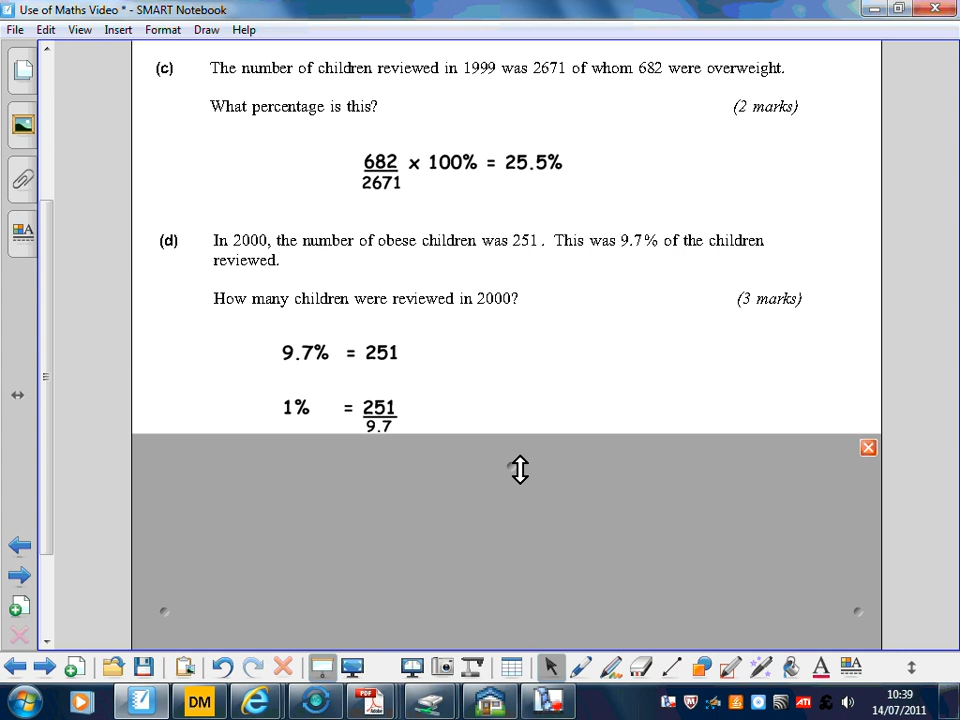 Use of Maths Video * - SMART Notebook
File Edit View Insert Format Draw Help
(c) The number of children reviewed in 1999 was 2671 of whom 682 were overweight.
What percentage is this? (2 marks)
682 x 100% = 25.5%
2671
(d) In 2000, the number of obese children was 251. This was 9.7% of the children
reviewed.
How many children were reviewed in 2000? (3 marks)
9.7% = 251
1% = 251
9.7
DM
PDF
ATI
10:39
14/07/2011